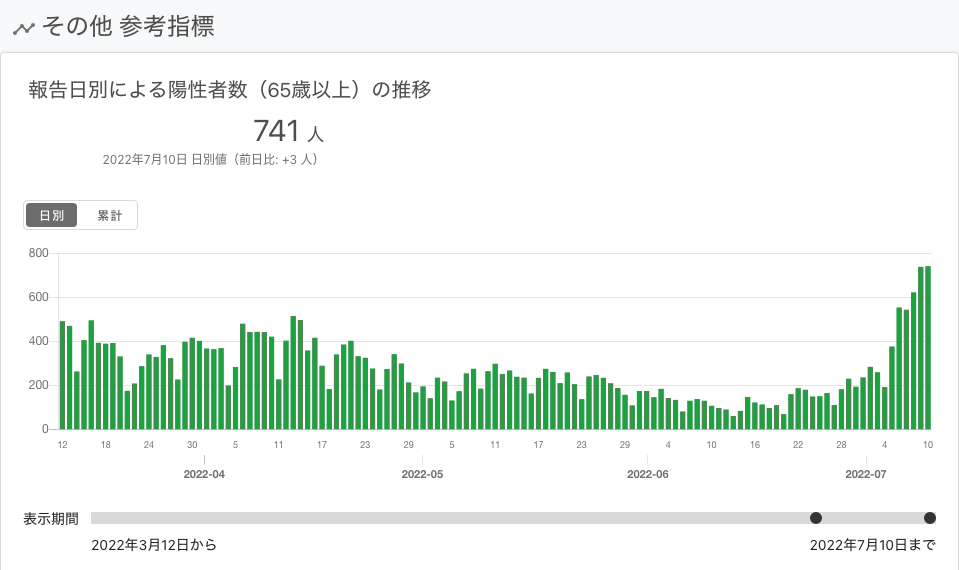 その他 参考指標
報告日別による陽性者数（65歳以上）の推移
741 人
2022年7月10日 日別値（前日比: +3 人）
日別 累計
800
600
400
200
0
12 18 24 30 5 11 17 23 29 5 11 17 23 29 4 10 16 22 28 4 10
2022-04 2022-05 2022-06 2022-07
表示期間
2022年3月12日から 2022年7月10日まで